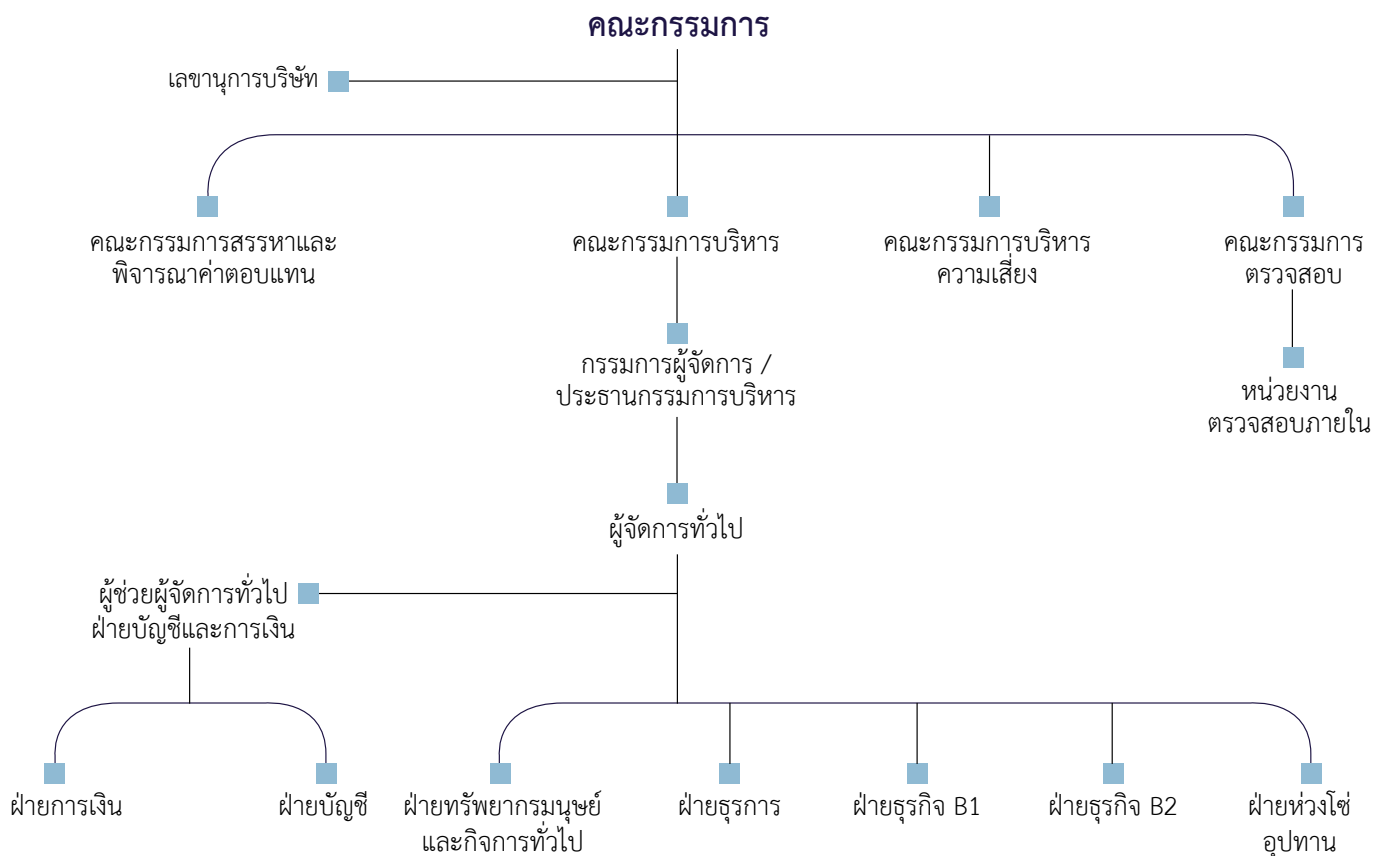 คณะกรรมการ
เลขานุการบริษัท
คณะกรรมการสรรหาและ
พิจารณาค่าตอบแทน
คณะกรรมการบริหาร
คณะกรรมการบริหาร
ความเสี่ยง
คณะกรรมการ
ตรวจสอบ
กรรมการผู้จัดการ /
ประธานกรรมการบริหาร
หน่วยงาน
ตรวจสอบภายใน
ผู้จัดการทั่วไป
ผู้ช่วยผู้จัดการทั่วไป
ฝ่ายบัญชีและการเงิน
ฝ่ายการเงิน
ฝ่ายบัญชี
ฝ่ายทรัพยากรมนุษย์
และกิจการทั่วไป
ฝ่ายธุรการ
ฝ่ายธุรกิจ B1
ฝ่ายธุรกิจ B2
ฝ่ายห่วงโซ่
อุปทาน